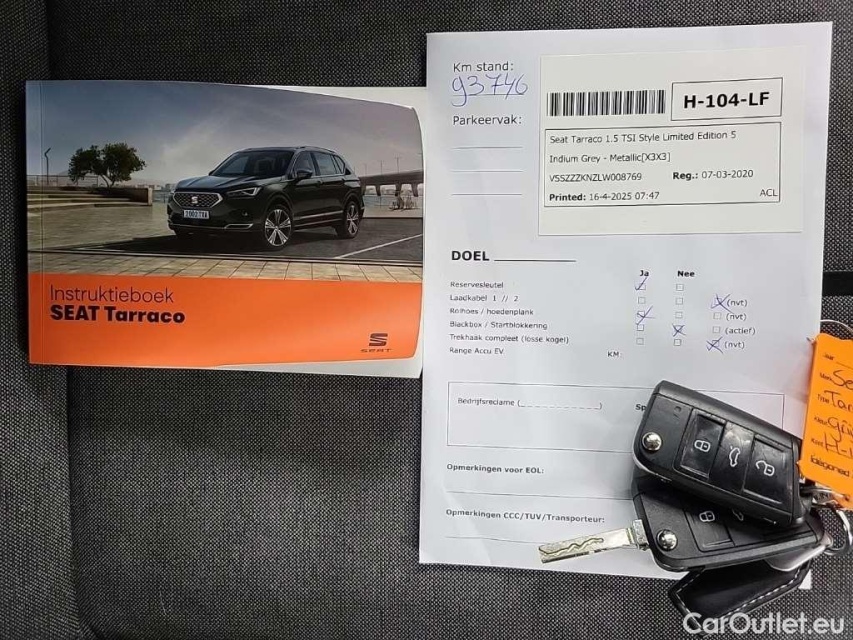 Instruktieboek
SEAT Tarraco
SEAT
Km stand:
93746
Parkeervak:
H-104-LF
Seat Tarraco 1.5 TSI Style Limited Edition 5
Indium Grey - Metallic[X3X3]
VSSZZZKNZLW008769 Reg.: 07-03-2020
Printed: 16-4-2025 07:47 ACL
DOEL
Ja Nee
Reservesleutel
Laadkabel 1 // 2 (nvt)
Rolhoes / hoedenplank (nvt)
Blackbox / Startblokkering (actief)
Trekhaak compleet (losse kogel) (nvt)
Range Accu EV KM:
Bedrijfsreclame (
Opmerkingen voor EOL:
Opmerkingen CCC/TUV/Transporteur:
CarOutlet.eu